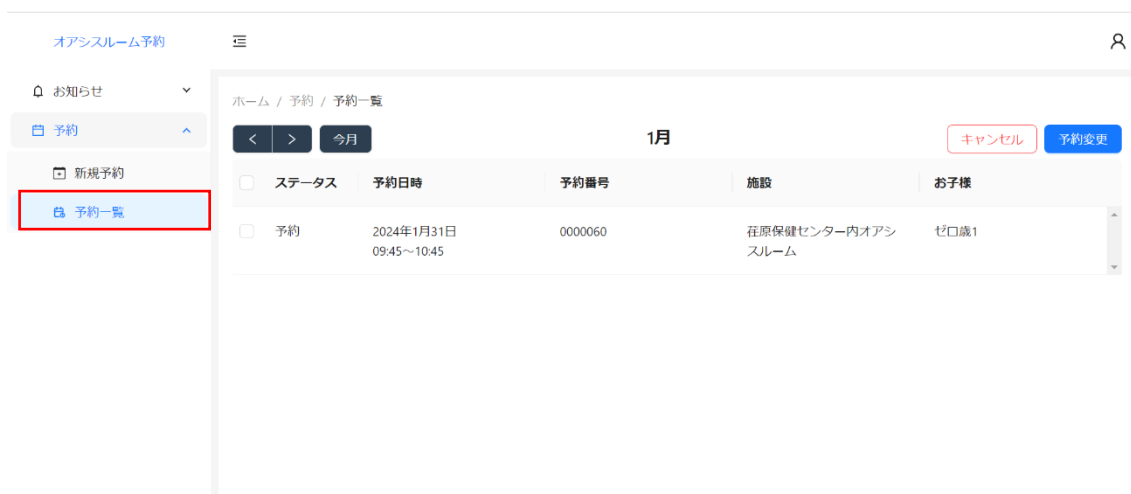 オアシスルーム予約
お知らせ
予約
新規予約
予約一覧
ホーム / 予約 / 予約一覧
< > 今月 1月 キャンセル 予約変更
ステータス 予約日時 予約番号 施設 お子様
予約 2024年1月31日 0000060 荏原保健センター内オアシ ゼロ歳1
09:45～10:45 スルーム